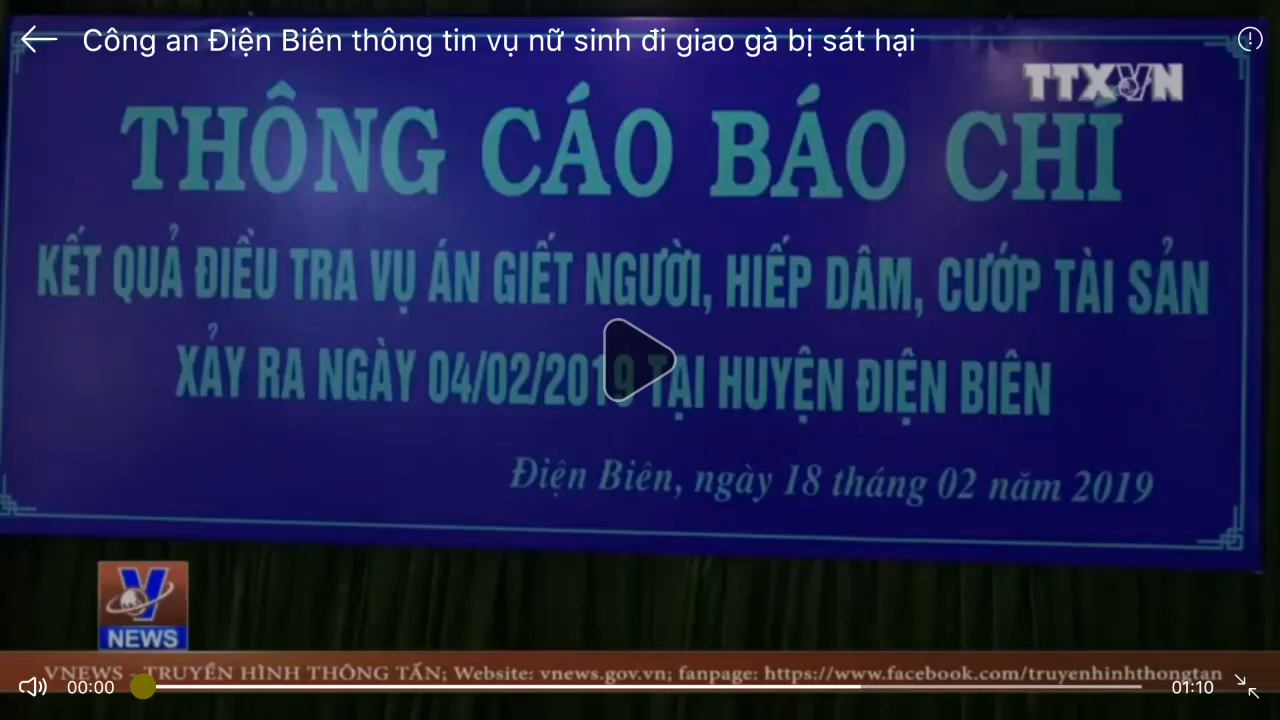 Công an Điện Biên thông tin vụ nữ sinh đi giao gà bị sát hại
TTXVN
THÔNG CÁO BÁO CHÍ
KẾT QUẢ ĐIỀU TRA VỤ ÁN GIẾT NGƯỜI, HIẾP DÂM, CƯỚP TÀI SẢN
XẢY RA NGÀY 04/02/2019 TẠI HUYỆN ĐIỆN BIÊN
Điện Biên, ngày 18 tháng 02 năm 2019
V
NEWS
VNEWS - TRUYỀN HÌNH THÔNG TẤN; Website: vnews.gov.vn; fanpage: https://www.facebook.com/truyenhinhthongtan
00:00
01:10